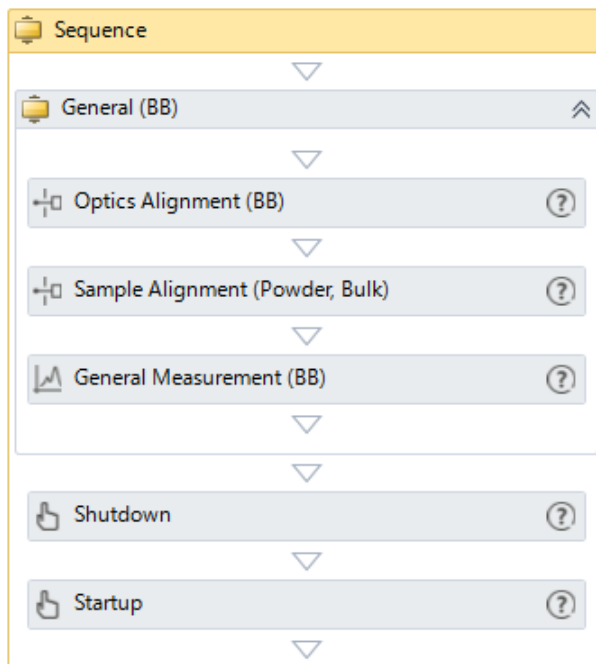 Sequence
General (BB)
Optics Alignment (BB)
Sample Alignment (Powder, Bulk)
General Measurement (BB)
Shutdown
Startup